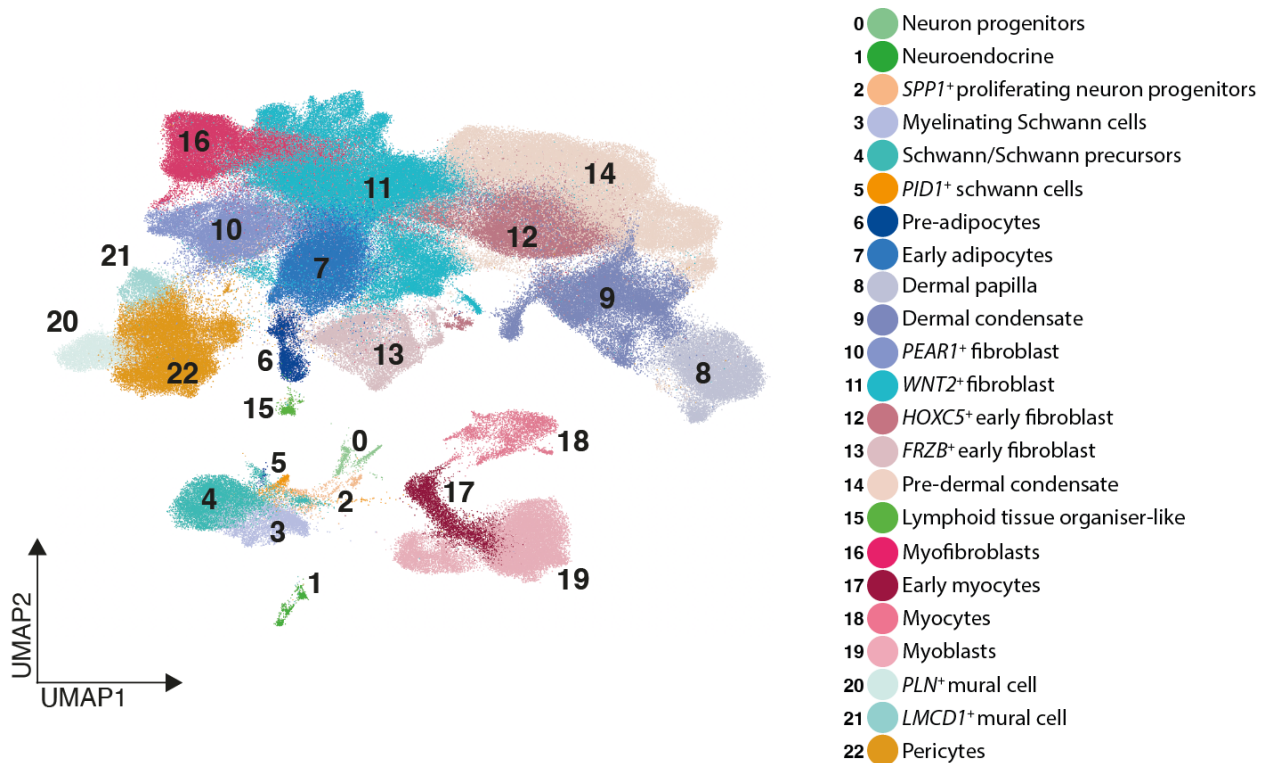 0 Neuron progenitors
1 Neuroendocrine
2 SPP1+ proliferating neuron progenitors
3 Myelinating Schwann cells
4 Schwann/Schwann precursors
5 PID1+ schwann cells
6 Pre-adipocytes
7 Early adipocytes
8 Dermal papilla
9 Dermal condensate
10 PEAR1+ fibroblast
11 WNT2+ fibroblast
12 HOXC5+ early fibroblast
13 FRZB+ early fibroblast
14 Pre-dermal condensate
15 Lymphoid tissue organiser-like
16 Myofibroblasts
17 Early myocytes
18 Myocytes
19 Myoblasts
20 PLN+ mural cell
21 LMCD1+ mural cell
22 Pericytes
16
14
11
10
12
21
7
9
20
6
13
22
8
15
0
18
5
4
2
17
3
1
19
UMAP2
UMAP1